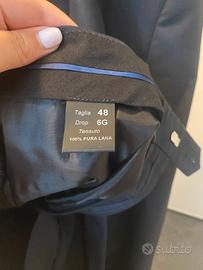 Taglia 48
Drop 6G
Tessuto
100% PURA LANA
subito